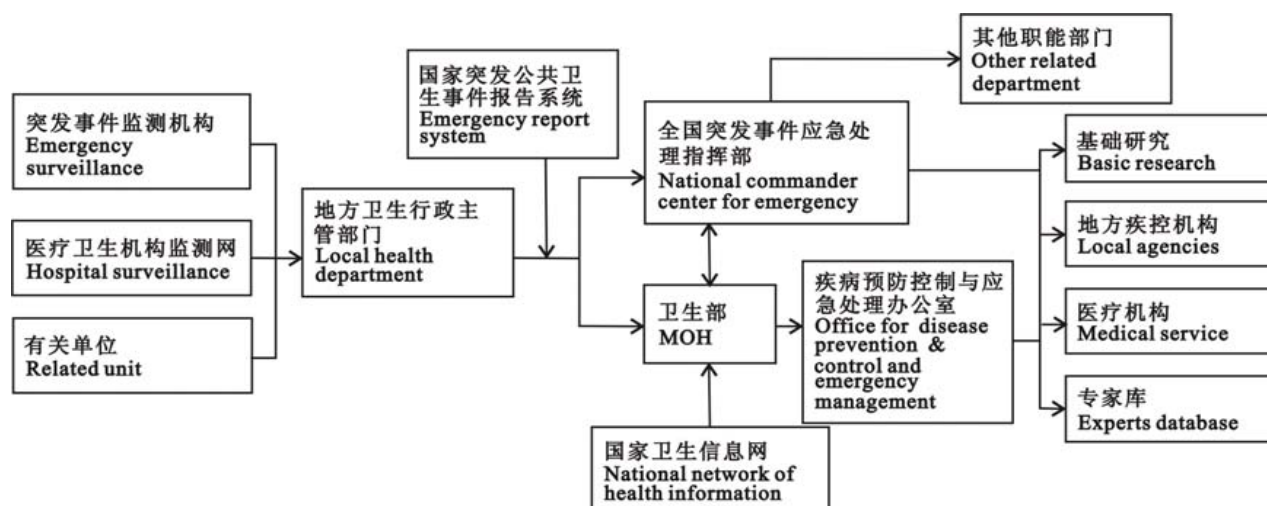 突发事件监测机构
Emergency
surveillance
医疗卫生机构监测网
Hospital surveillance
有关单位
Related unit
地方卫生行政主
管部门
Local health
department
国家突发公共卫
生事件报告系统
Emergency report
system
全国突发事件应急处
理指挥部
National commander
center for emergency
卫生部
MOH
国家卫生信息网
National network of
health information
疾病预防控制与应
急处理办公室
Office for disease
prevention &
control and
emergency
management
其他职能部门
Other related
department
基础研究
Basic research
地方疾控机构
Local agencies
医疗机构
Medical service
专家库
Experts database